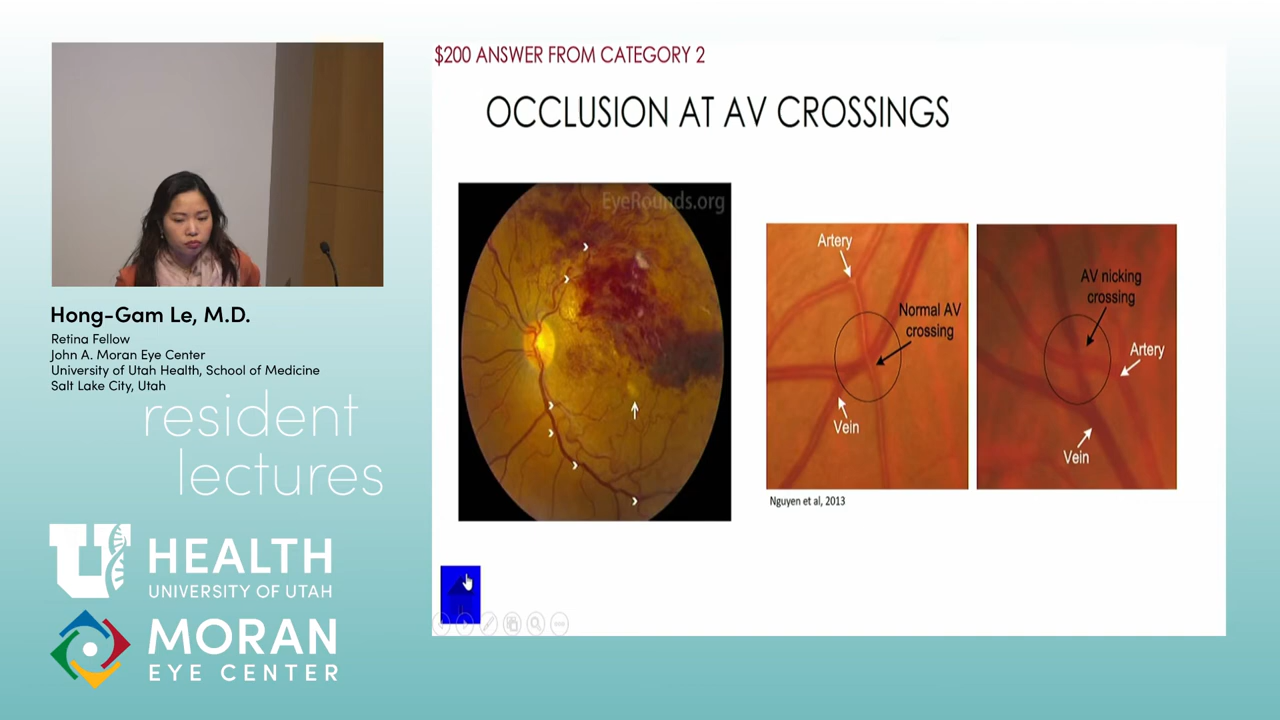 $200 ANSWER FROM CATEGORY 2
OCCLUSION AT AV CROSSINGS
EyeRounds.org
Artery
Normal AV
crossing
Vein
AV nicking
crossing
Artery
Vein
Nguyen et al, 2013
Hong-Gam Le, M.D.
Retina Fellow
John A. Moran Eye Center
University of Utah Health, School of Medicine
Salt Lake City, Utah
resident
lectures
U HEALTH
UNIVERSITY OF UTAH
MORAN
EYE CENTER